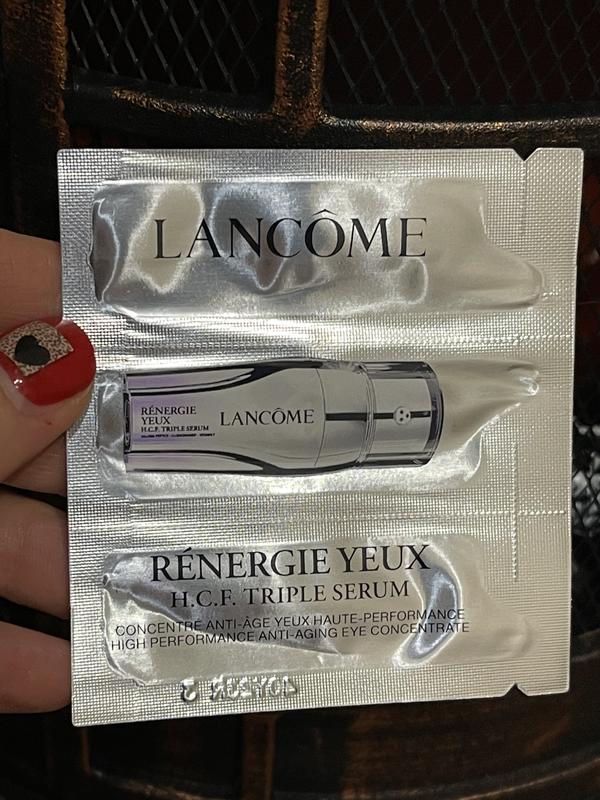 LANCÔME
RÉNERGIE
YEUX
H.C.F. TRIPLE SERUM
LANCÔME
RÉNERGIE YEUX
H.C.F. TRIPLE SERUM
CONCENTRÉ ANTI-ÂGE YEUX HAUTE-PERFORMANCE
HIGH PERFORMANCE ANTI-AGING EYE CONCENTRATE